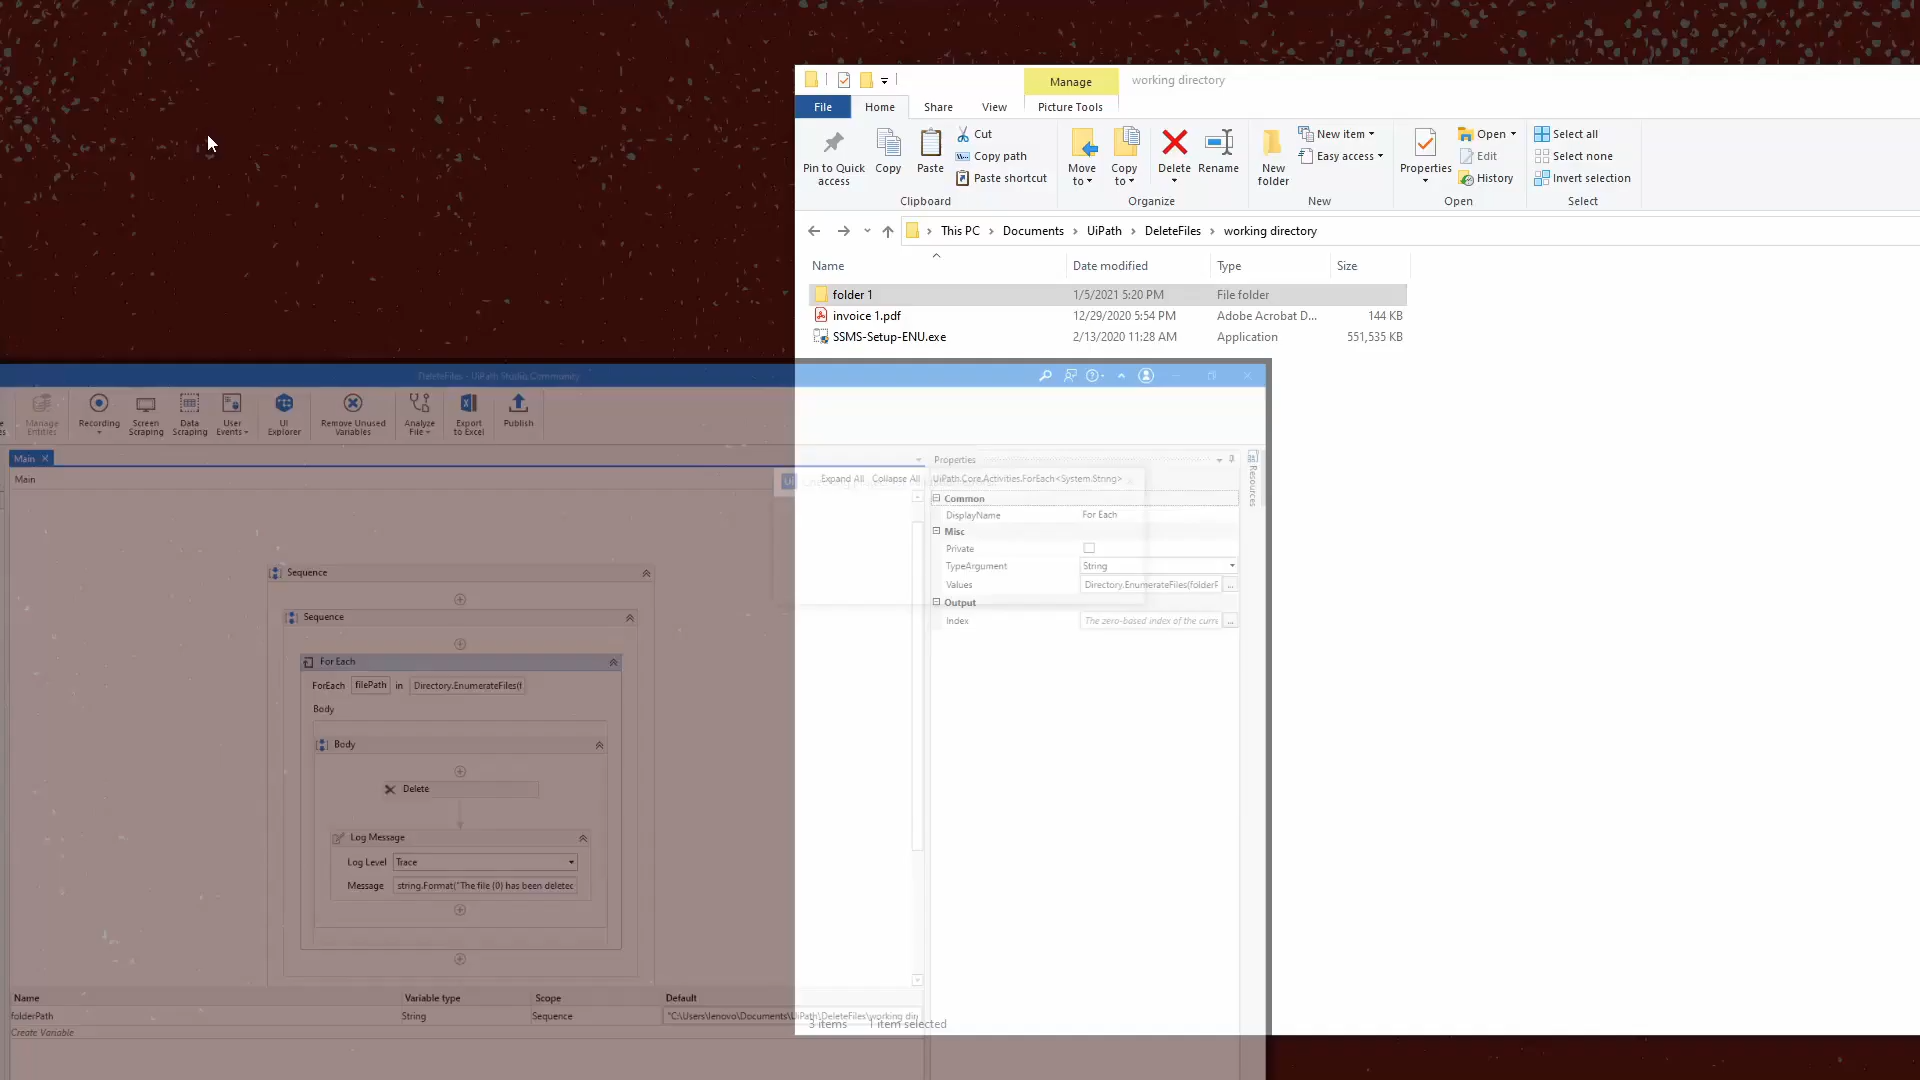 Manage
working directory
File
Home
Share
View
Picture Tools
Pin to Quick access
Copy
Paste
Cut
Copy path
Paste shortcut
Move to
Copy to
Delete
Rename
New folder
New item
Easy access
Properties
Open
Edit
History
Select all
Select none
Invert selection
Clipboard
Organize
New
Open
Select
This PC > Documents > UiPath > DeleteFiles > working directory
Name Date modified Type Size
folder 1 1/5/2021 5:20 PM File folder
invoice 1.pdf 12/29/2020 5:54 PM Adobe Acrobat D... 144 KB
SSMS-Setup-ENU.exe 2/13/2020 11:28 AM Application 551,535 KB
DeleteFiles - UiPath Studio Community
Manage Entities
Recording
Screen Scraping
Data Scraping
User Events
UI Explorer
Remove Unused Variables
Analyze File
Export to Excel
Publish
Main
Main
Expand All Collapse All
Properties
UiPath.Core.Activities.ForEach<System.String>
Common
DisplayName For Each
Misc
Private
TypeArgument String
Values Directory.EnumerateFiles(folderF
Output
Index The zero-based index of the curre
Resources
Sequence
Sequence
For Each
ForEach filePath in Directory.EnumerateFiles(f
Body
Body
Delete
Log Message
Log Level Trace
Message string.Format("The file {0} has been deleted
Name Variable type Scope Default
folderPath String Sequence "C:\Users\lenovo\Documents\UiPath\DeleteFiles\working dir
Create Variable
3 items 1 item selected